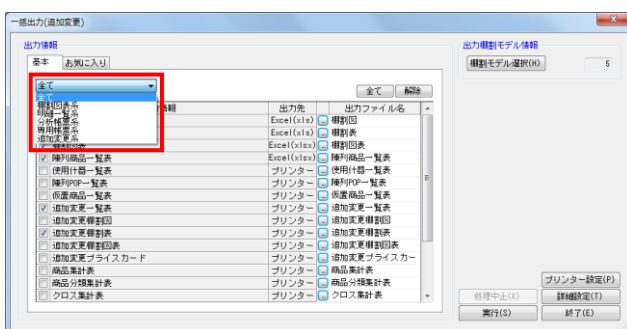 一括出力(追加変更)
出力情報
出力棚割モデル情報
基本 お気に入り
棚割モデル選択(H) 5
全て
全て 解除
全て
棚割図表系
明細一覧系
分析帳票系
専用帳票系
追加変更系
情報 出力先 出力ファイル名
Excel(xls) 棚割図
Excel(xls) 棚割表
棚割図表 Excel(xlsx) 棚割図表
陳列商品一覧表 Excel(xlsx) 陳列商品一覧表
使用什器一覧表 プリンター 使用什器一覧表
陳列POP一覧表 プリンター 陳列POP一覧表
仮置商品一覧表 プリンター 仮置商品一覧表
追加変更一覧表 プリンター 追加変更一覧表
追加変更棚割図 プリンター 追加変更棚割図
追加変更棚割表 プリンター 追加変更棚割表
追加変更棚割図表 プリンター 追加変更棚割図表
追加変更プライスカード プリンター 追加変更プライスカー
商品集計表 プリンター 商品集計表
商品分類集計表 プリンター 商品分類集計表
クロス集計表 プリンター クロス集計表
プリンター設定(P)
処理中止(X) 詳細設定(T)
実行(S) 終了(E)